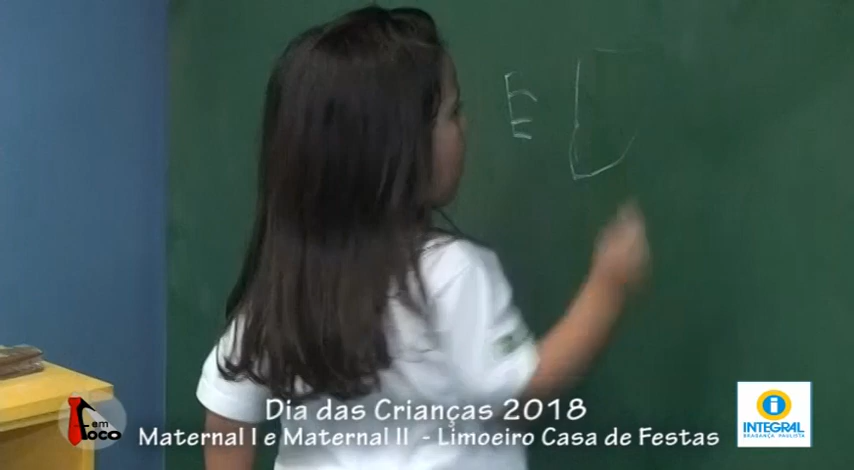 E
Dia das Crianças 2018
Maternal I e Maternal II - Limoeiro Casa de Festas
em
Foco
INTEGRAL
BRAGANÇA PAULISTA